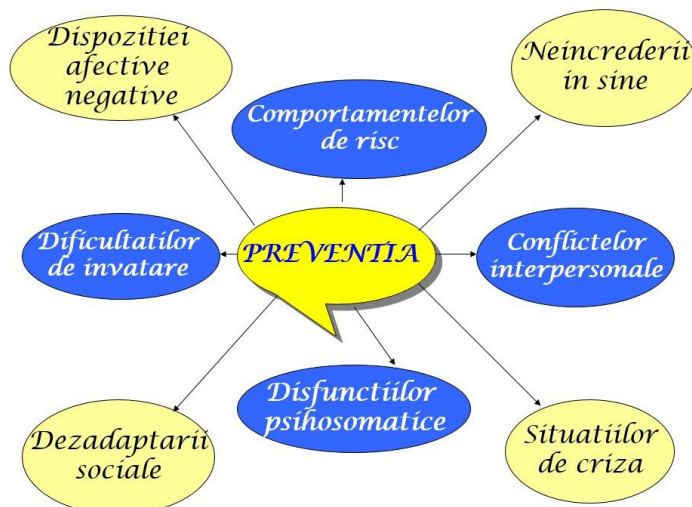 Dispozitiei
afective
negative
Neincrederii
in sine
Comportamentelor
de risc
Dificultatilor
de invatare
PREVENTIA
Conflictelor
interpersonale
Disfunctiilor
psihosomatice
Dezadaptarii
sociale
Situatiilor
de criza